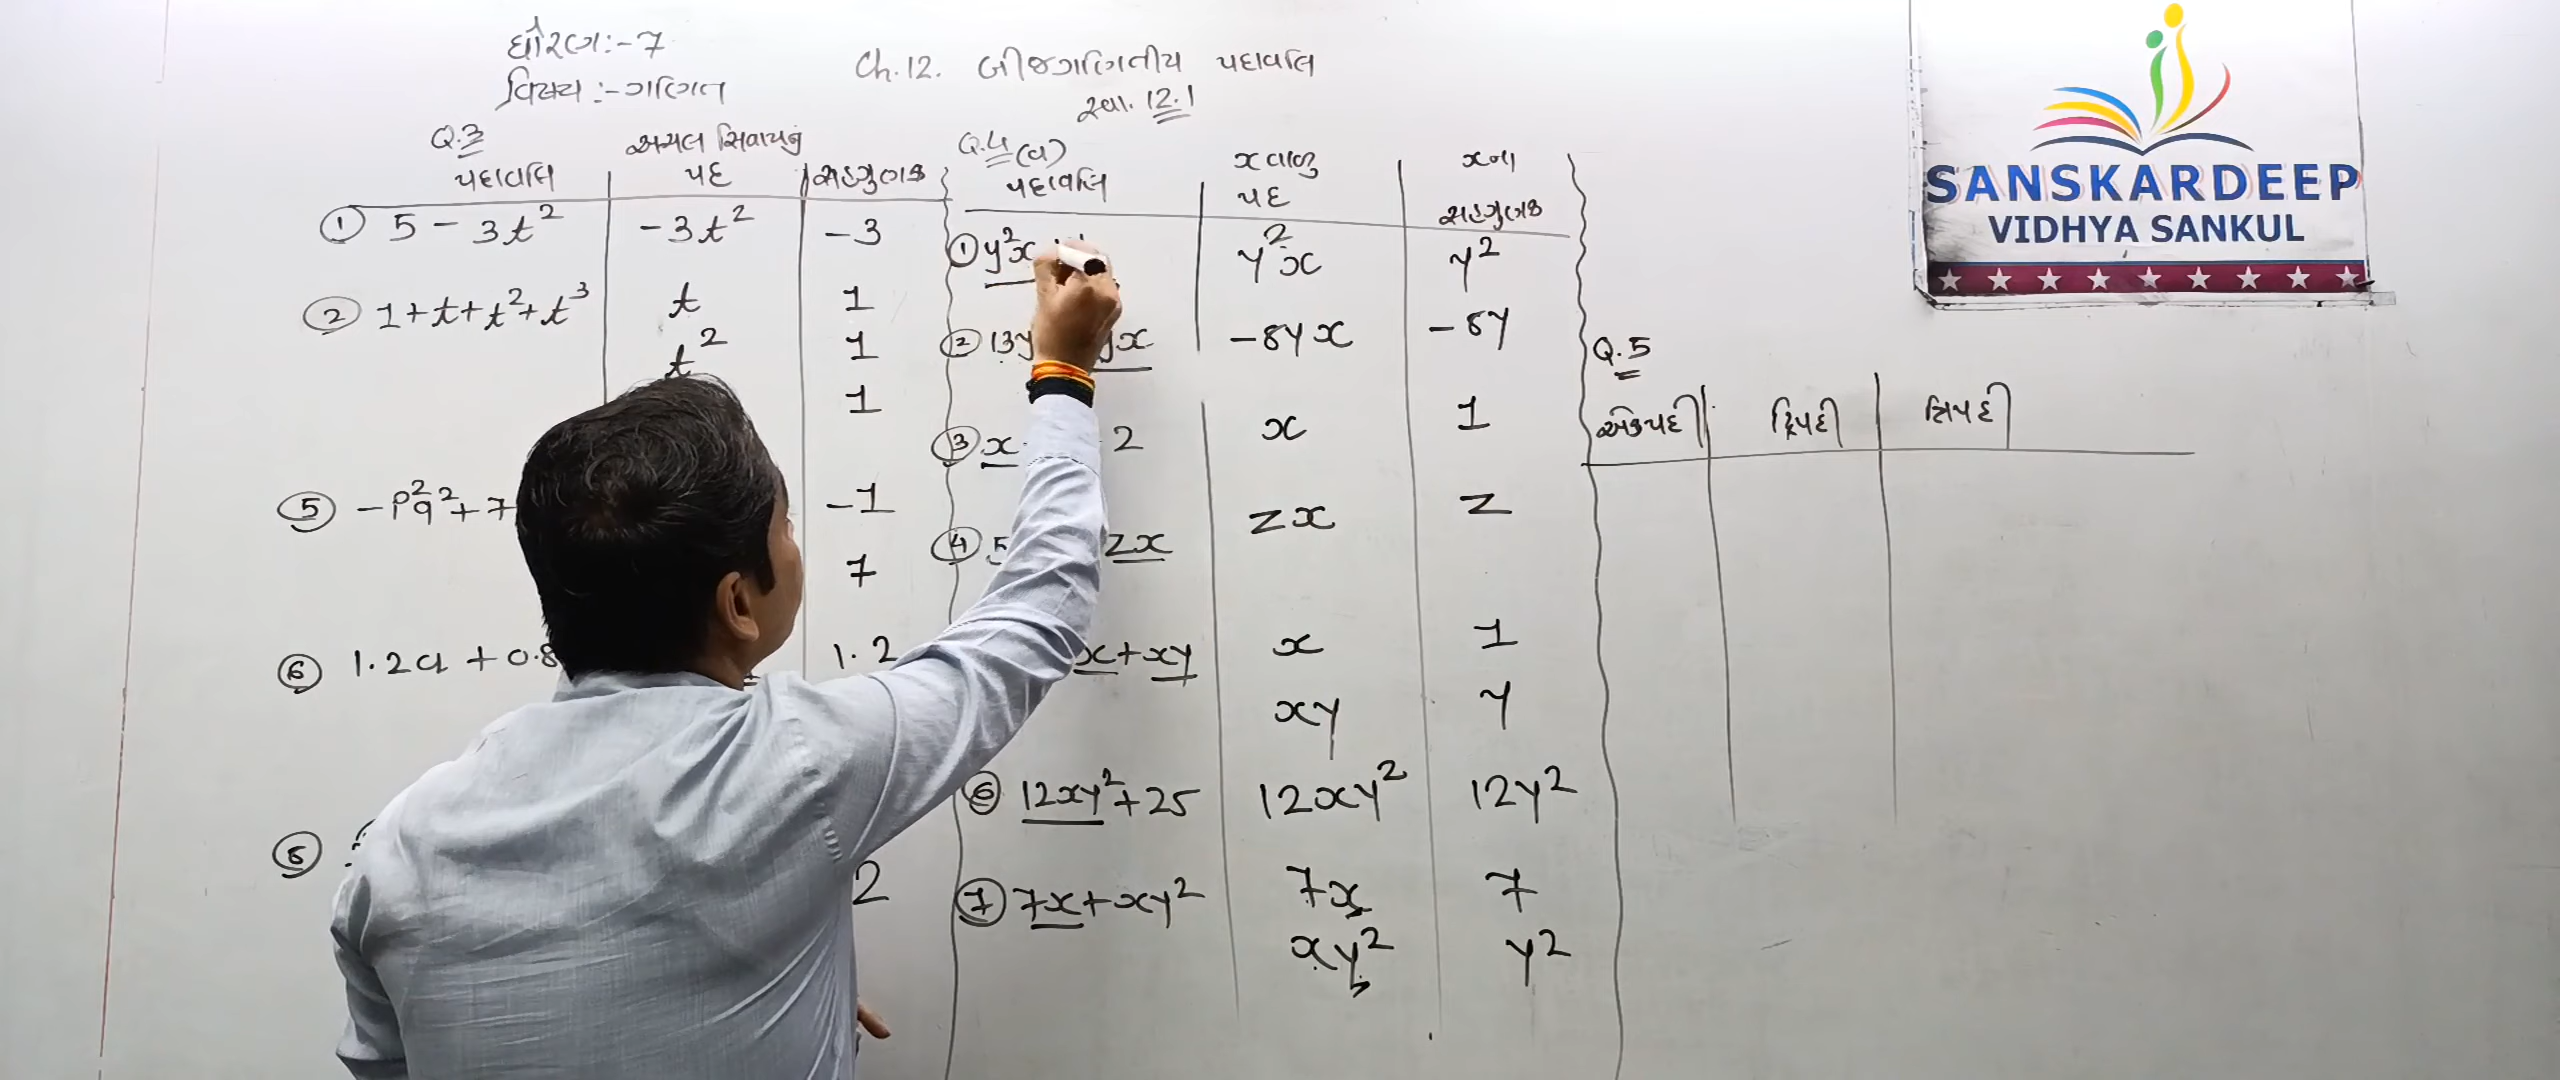 ધોરણ:-7
વિષય:-ગણિત
Ch.12. બીજગણિતીય પદાવલિ
સ્વા. 12.1
Q.3
પદાવલિ
અચલ સિવાયનું
પદ
સહગુણક
① 5 - 3t²
-3t²
-3
② 1+t+t²+t³
t
1
t²
1
1
⑤ -p²q²+7
-1
7
⑥ 1.2a + 0.8
1.2
2
Q.4 (બ)
પદાવલિ
x વાળુ
પદ
x ના
સહગુણક
① y²x
y²x
y²
② 13y yx
-8yx
-8y
③ x 2
x
1
④ 5 zx
zx
z
x+xy
x
1
xy
y
⑥ 12xy²+25
12xy²
12y²
⑦ 7x+xy²
7x
7
xy²
y²
Q.5
એકપદી
દ્વિપદી
ત્રિપદી
SANSKARDEEP
VIDHYA SANKUL